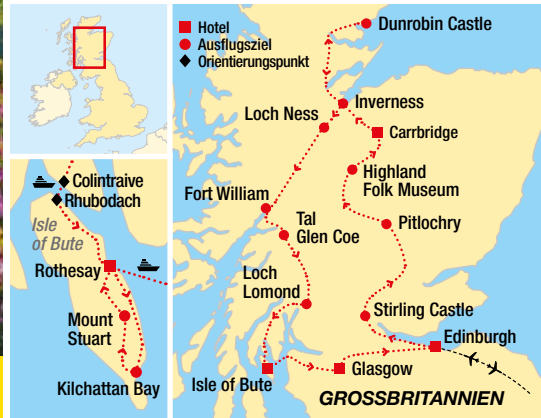 Hotel
Ausflugsziel
Orientierungspunkt
Dunrobin Castle
Inverness
Loch Ness
Carrbridge
Highland
Folk Museum
Fort William
Tal
Glen Coe
Pitlochry
Loch
Lomond
Stirling Castle
Edinburgh
Isle of Bute
Glasgow
GROSSBRITANNIEN
Colintraive
Rhubodach
Isle
of Bute
Rothesay
Mount
Stuart
Kilchattan Bay